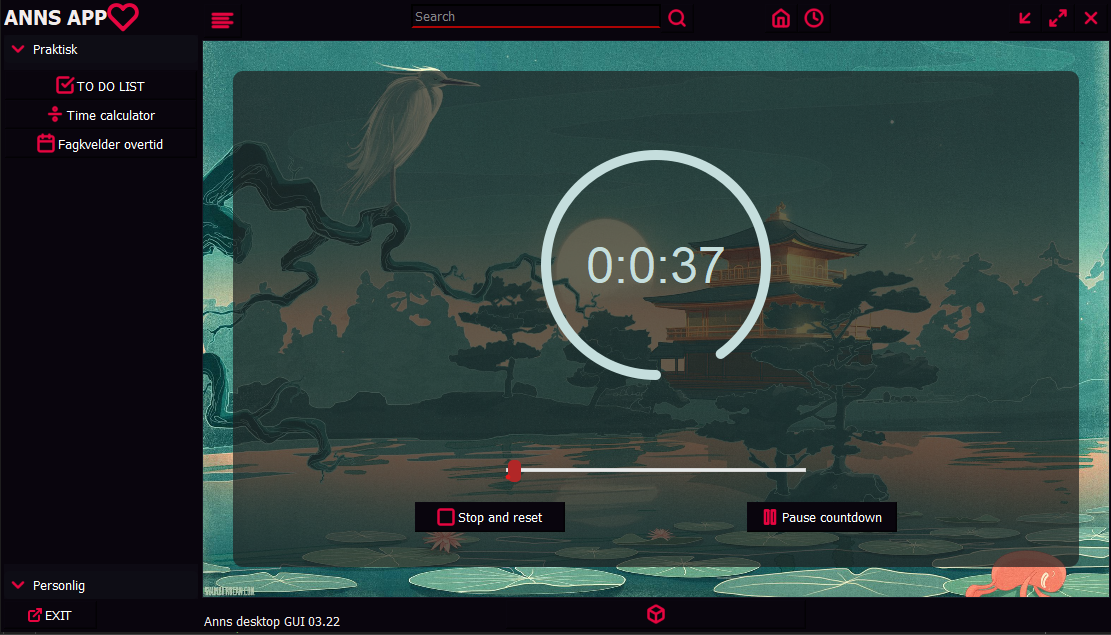 ANNS APP
Search
Praktisk
TO DO LIST
Time calculator
Fagkvelder overtid
0:0:37
Stop and reset
Pause countdown
Personlig
EXIT
Anns desktop GUI 03.22